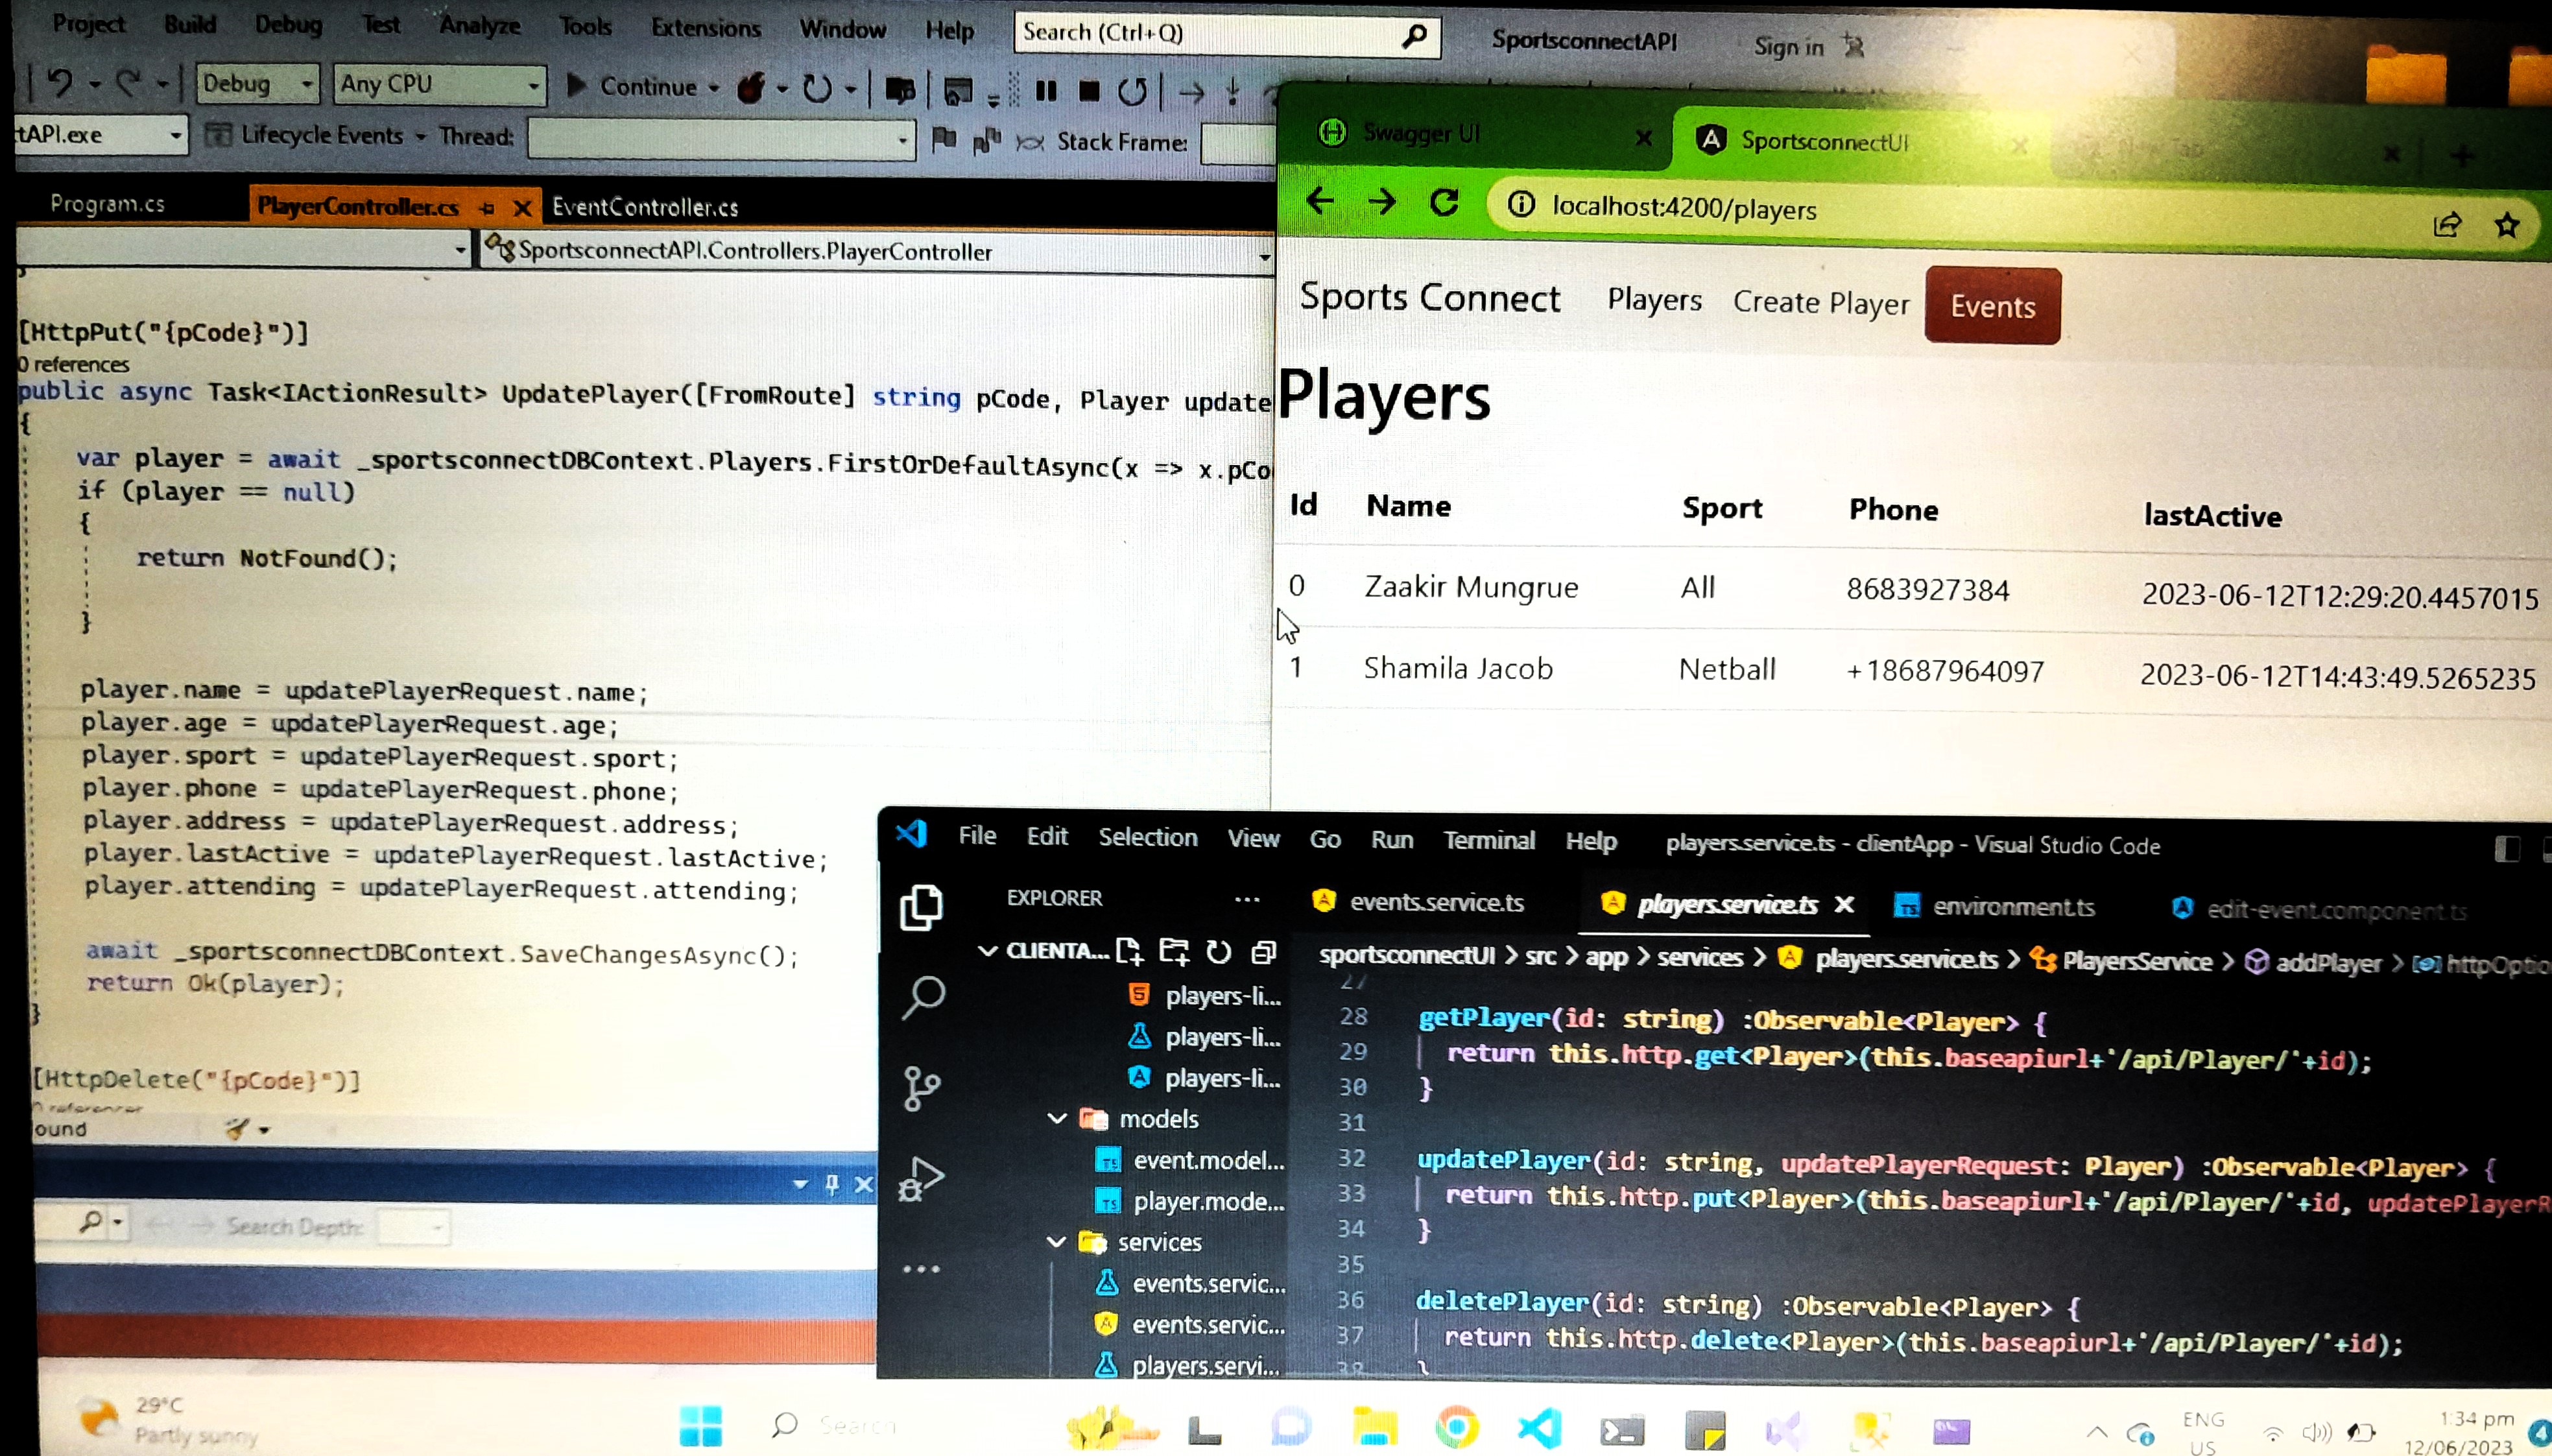 Project Build Debug Test Analyze Tools Extensions Window Help Search (Ctrl+Q) SportsconnectAPI Sign in
Debug Any CPU Continue
tAPI.exe Lifecycle Events Thread: Stack Frame:
Program.cs PlayerController.cs EventController.cs
SportsconnectAPI.Controllers.PlayerController
[HttpPut("{pCode}")]
0 references
public async Task<IActionResult> UpdatePlayer([FromRoute] string pCode, Player update
{
var player = await _sportsconnectDBContext.Players.FirstOrDefaultAsync(x => x.pCo
if (player == null)
{
return NotFound();
}
player.name = updatePlayerRequest.name;
player.age = updatePlayerRequest.age;
player.sport = updatePlayerRequest.sport;
player.phone = updatePlayerRequest.phone;
player.address = updatePlayerRequest.address;
player.lastActive = updatePlayerRequest.lastActive;
player.attending = updatePlayerRequest.attending;
await _sportsconnectDBContext.SaveChangesAsync();
return Ok(player);
}
[HttpDelete("{pCode}")]
ound
Search Depth:
Swagger UI SportsconnectUI Tab
localhost:4200/players
Sports Connect Players Create Player Events
Players
Id Name Sport Phone lastActive
0 Zaakir Mungrue All 8683927384 2023-06-12T12:29:20.4457015
1 Shamila Jacob Netball +18687964097 2023-06-12T14:43:49.5265235
File Edit Selection View Go Run Terminal Help players.service.ts - clientApp - Visual Studio Code
EXPLORER ... events.service.ts players.service.ts environment.ts edit-event.component.ts
CLIENTA... sportsconnectUI > src > app > services > players.service.ts > PlayersService > addPlayer > httpOptio
players-li...
players-li...
players-li...
models
event.model...
player.mode...
services
events.servic...
events.servic...
players.servi...
27
28 getPlayer(id: string) :Observable<Player> {
29 return this.http.get<Player>(this.baseapiurl+'/api/Player/'+id);
30 }
31
32 updatePlayer(id: string, updatePlayerRequest: Player) :Observable<Player> {
33 return this.http.put<Player>(this.baseapiurl+'/api/Player/'+id, updatePlayerR
34 }
35
36 deletePlayer(id: string) :Observable<Player> {
37 return this.http.delete<Player>(this.baseapiurl+'/api/Player/'+id);
38 }
29°C
Partly sunny
Search
ENG
US
1:34 pm
12/06/2023
4